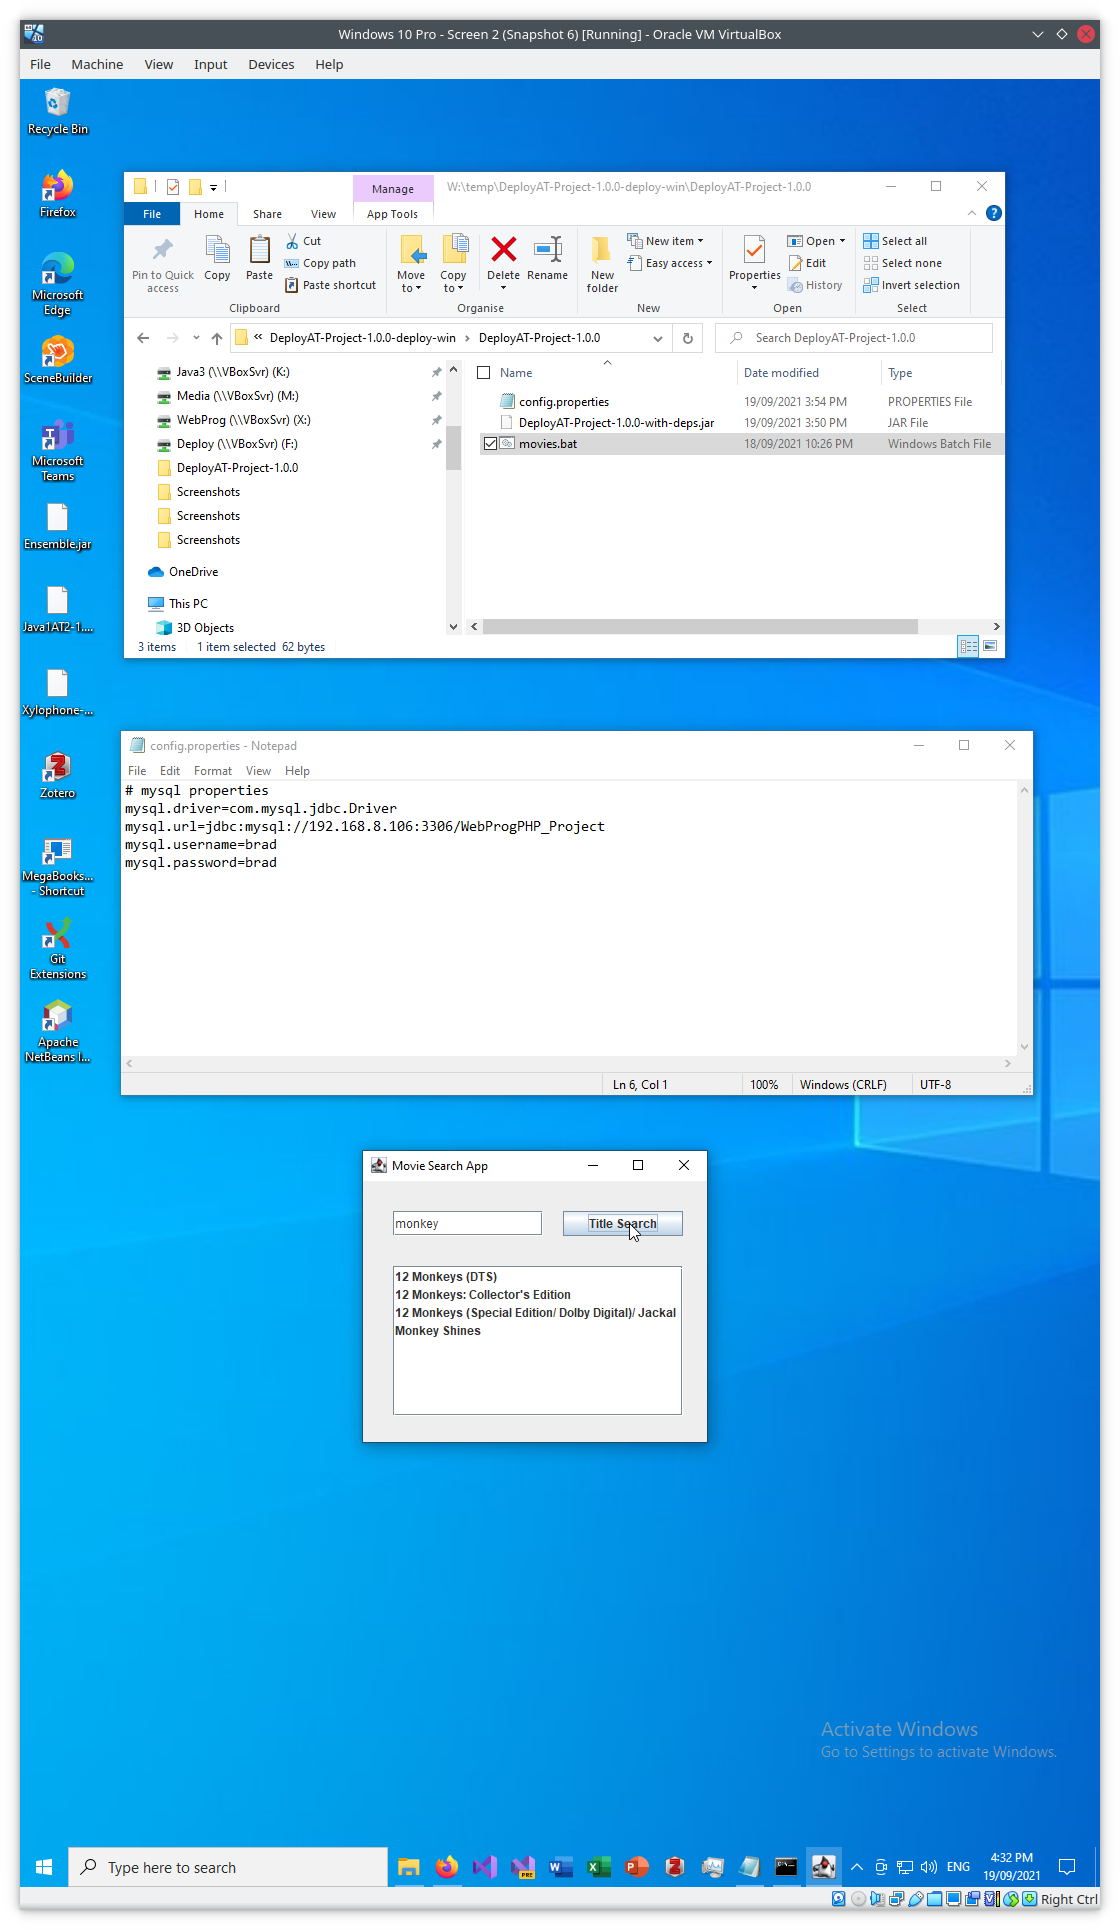 Windows 10 Pro - Screen 2 (Snapshot 6) [Running] - Oracle VM VirtualBox
File Machine View Input Devices Help
Recycle Bin
Firefox
Microsoft
Edge
SceneBuilder
Microsoft
Teams
Ensemble.jar
Java1AT2-1....
Xylophone-...
Zotero
MegaBooks...
- Shortcut
Git
Extensions
Apache
NetBeans I...
Manage
W:\temp\DeployAT-Project-1.0.0-deploy-win\DeployAT-Project-1.0.0
File Home Share View App Tools
Pin to Quick
access
Copy
Paste
Cut
Copy path
Paste shortcut
Clipboard
Move
to
Copy
to
Delete
Rename
Organise
New
folder
New item
Easy access
New
Properties
Open
Edit
History
Open
Select all
Select none
Invert selection
Select
« DeployAT-Project-1.0.0-deploy-win › DeployAT-Project-1.0.0
Search DeployAT-Project-1.0.0
Java3 (\\VBoxSvr) (K:)
Media (\\VBoxSvr) (M:)
WebProg (\\VBoxSvr) (X:)
Deploy (\\VBoxSvr) (F:)
DeployAT-Project-1.0.0
Screenshots
Screenshots
Screenshots
OneDrive
This PC
3D Objects
Name Date modified Type
config.properties 19/09/2021 3:54 PM PROPERTIES File
DeployAT-Project-1.0.0-with-deps.jar 19/09/2021 3:50 PM JAR File
movies.bat 18/09/2021 10:26 PM Windows Batch File
3 items 1 item selected 62 bytes
config.properties - Notepad
File Edit Format View Help
# mysql properties
mysql.driver=com.mysql.jdbc.Driver
mysql.url=jdbc:mysql://192.168.8.106:3306/WebProgPHP_Project
mysql.username=brad
mysql.password=brad
Ln 6, Col 1 100% Windows (CRLF) UTF-8
Movie Search App
monkey Title Search
12 Monkeys (DTS)
12 Monkeys: Collector's Edition
12 Monkeys (Special Edition/ Dolby Digital)/ Jackal
Monkey Shines
Activate Windows
Go to Settings to activate Windows.
Type here to search
PRE
ENG
4:32 PM
19/09/2021
Right Ctrl